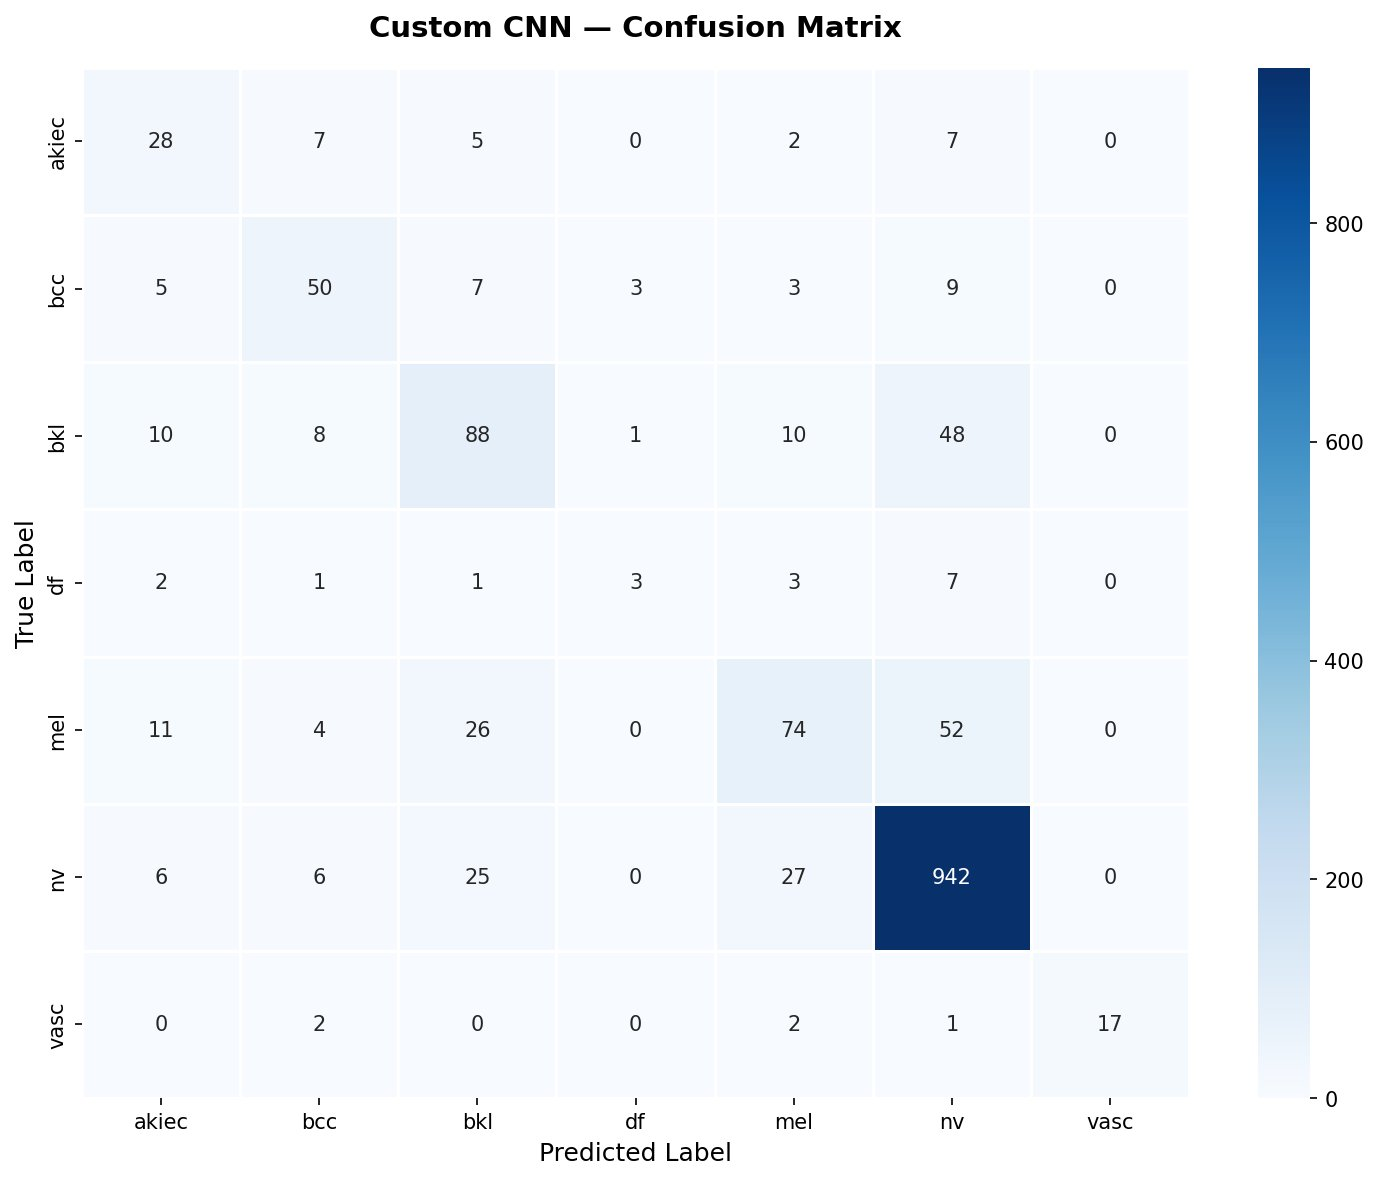 Custom CNN — Confusion Matrix
akiec 28 7 5 0 2 7 0
bcc 5 50 7 3 3 9 0
bkl 10 8 88 1 10 48 0
df 2 1 1 3 3 7 0
mel 11 4 26 0 74 52 0
nv 6 6 25 0 27 942 0
vasc 0 2 0 0 2 1 17
akiec bcc bkl df mel nv vasc
True Label
Predicted Label
800
600
400
200
0